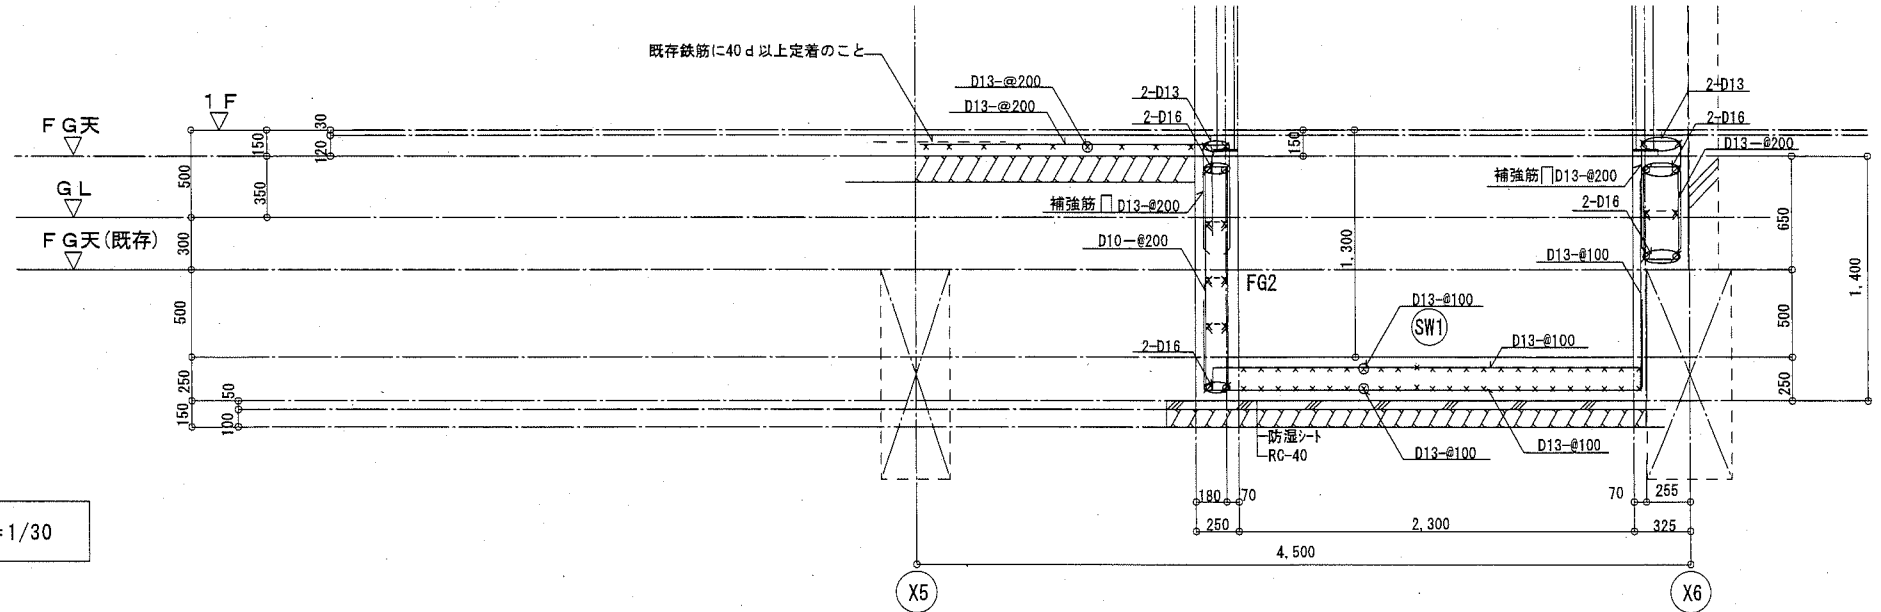 既存鉄筋に40d以上定着のこと
D13-@200
D13-@200
2-D13
2-D16
2-D13
2-D16
D13-@200
1F
FG天
GL
FG天(既存)
30
150
120
500
350
300
500
250
50
150
100
150
補強筋 D13-@200
補強筋 D13-@200
2-D16
D10-@200
D13-@100
1,300
FG2
650
1,400
500
250
D13-@100
SW1
D13-@100
2-D16
防湿シート
RC-40
D13-@100
D13-@100
180
70
70
255
250
2,300
325
4,500
=1/30
X5
X6